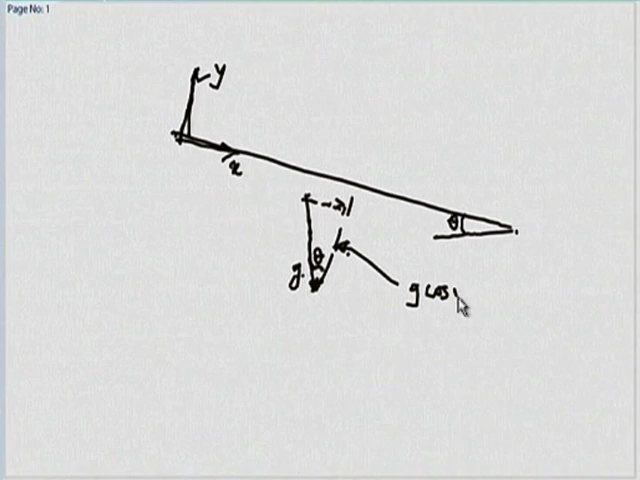 Page No: 1
y
x
θ
θ
g
g cos